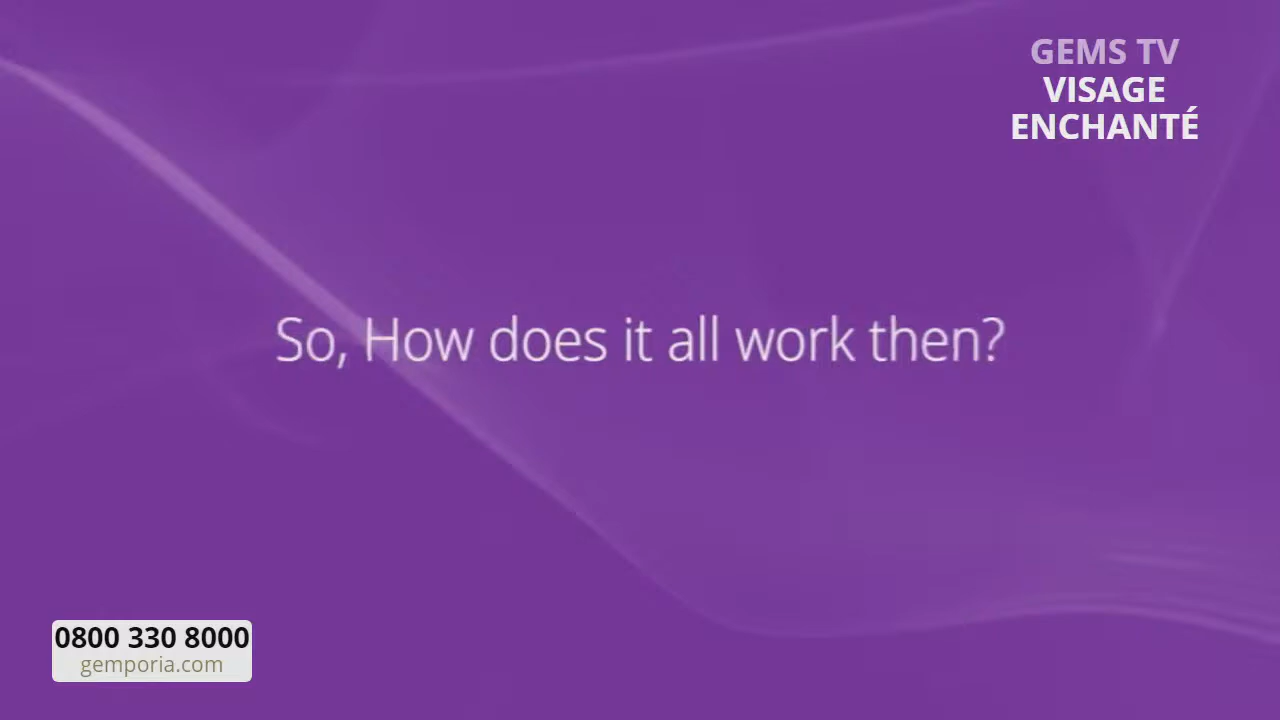 GEMS TV
VISAGE
ENCHANTÉ
So, How does it all work then?
0800 330 8000
gemporia.com